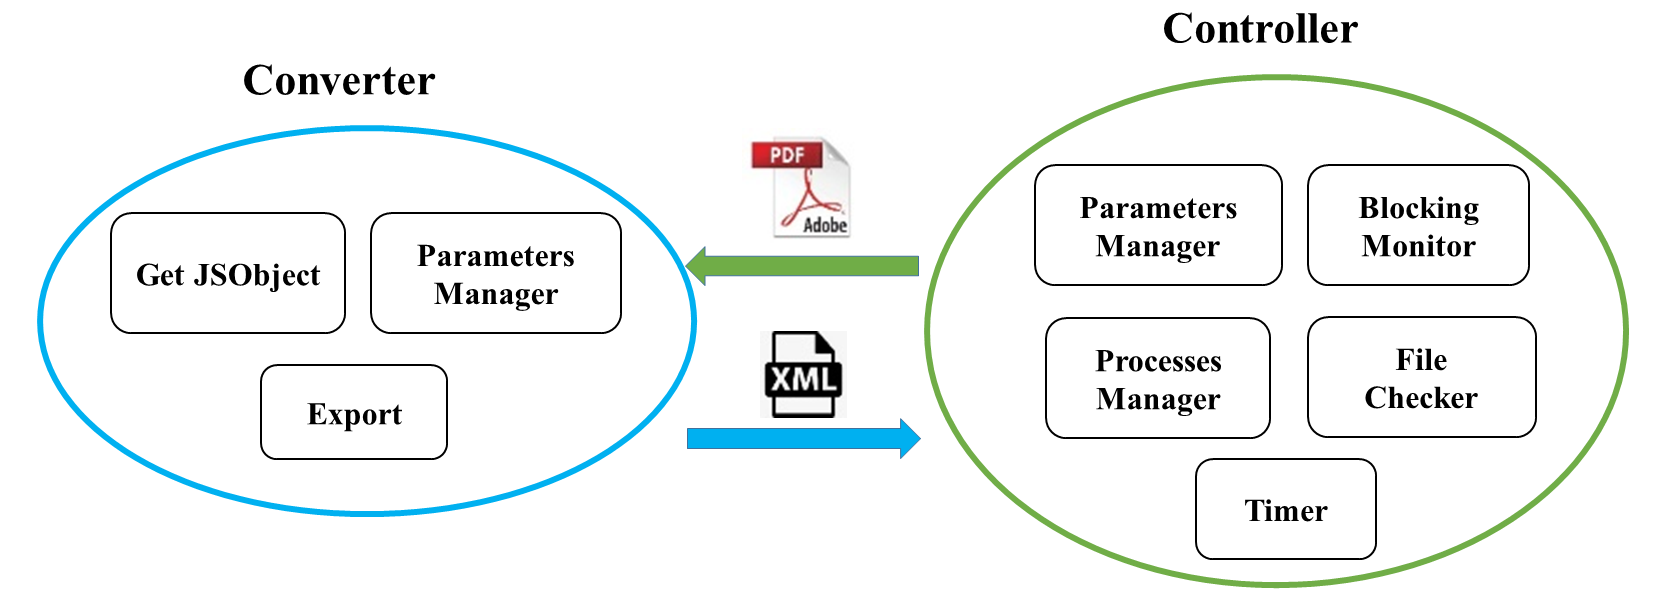 Converter
Get JSObject
Parameters
Manager
Export
PDF
Adobe
XML
Controller
Parameters
Manager
Blocking
Monitor
Processes
Manager
File
Checker
Timer